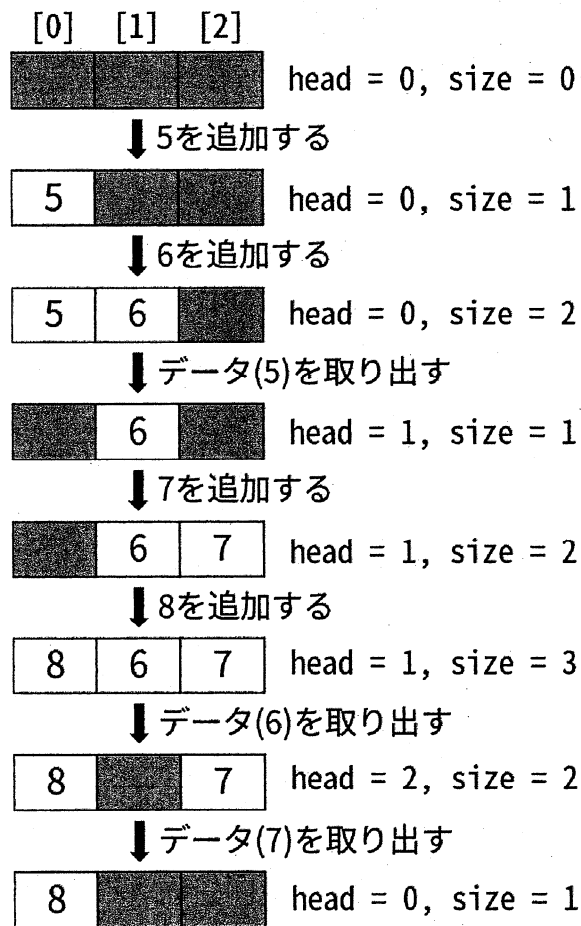 [0] [1] [2]
head = 0, size = 0
5を追加する
5 head = 0, size = 1
6を追加する
5 6 head = 0, size = 2
データ(5)を取り出す
6 head = 1, size = 1
7を追加する
6 7 head = 1, size = 2
8を追加する
8 6 7 head = 1, size = 3
データ(6)を取り出す
8 7 head = 2, size = 2
データ(7)を取り出す
8 head = 0, size = 1